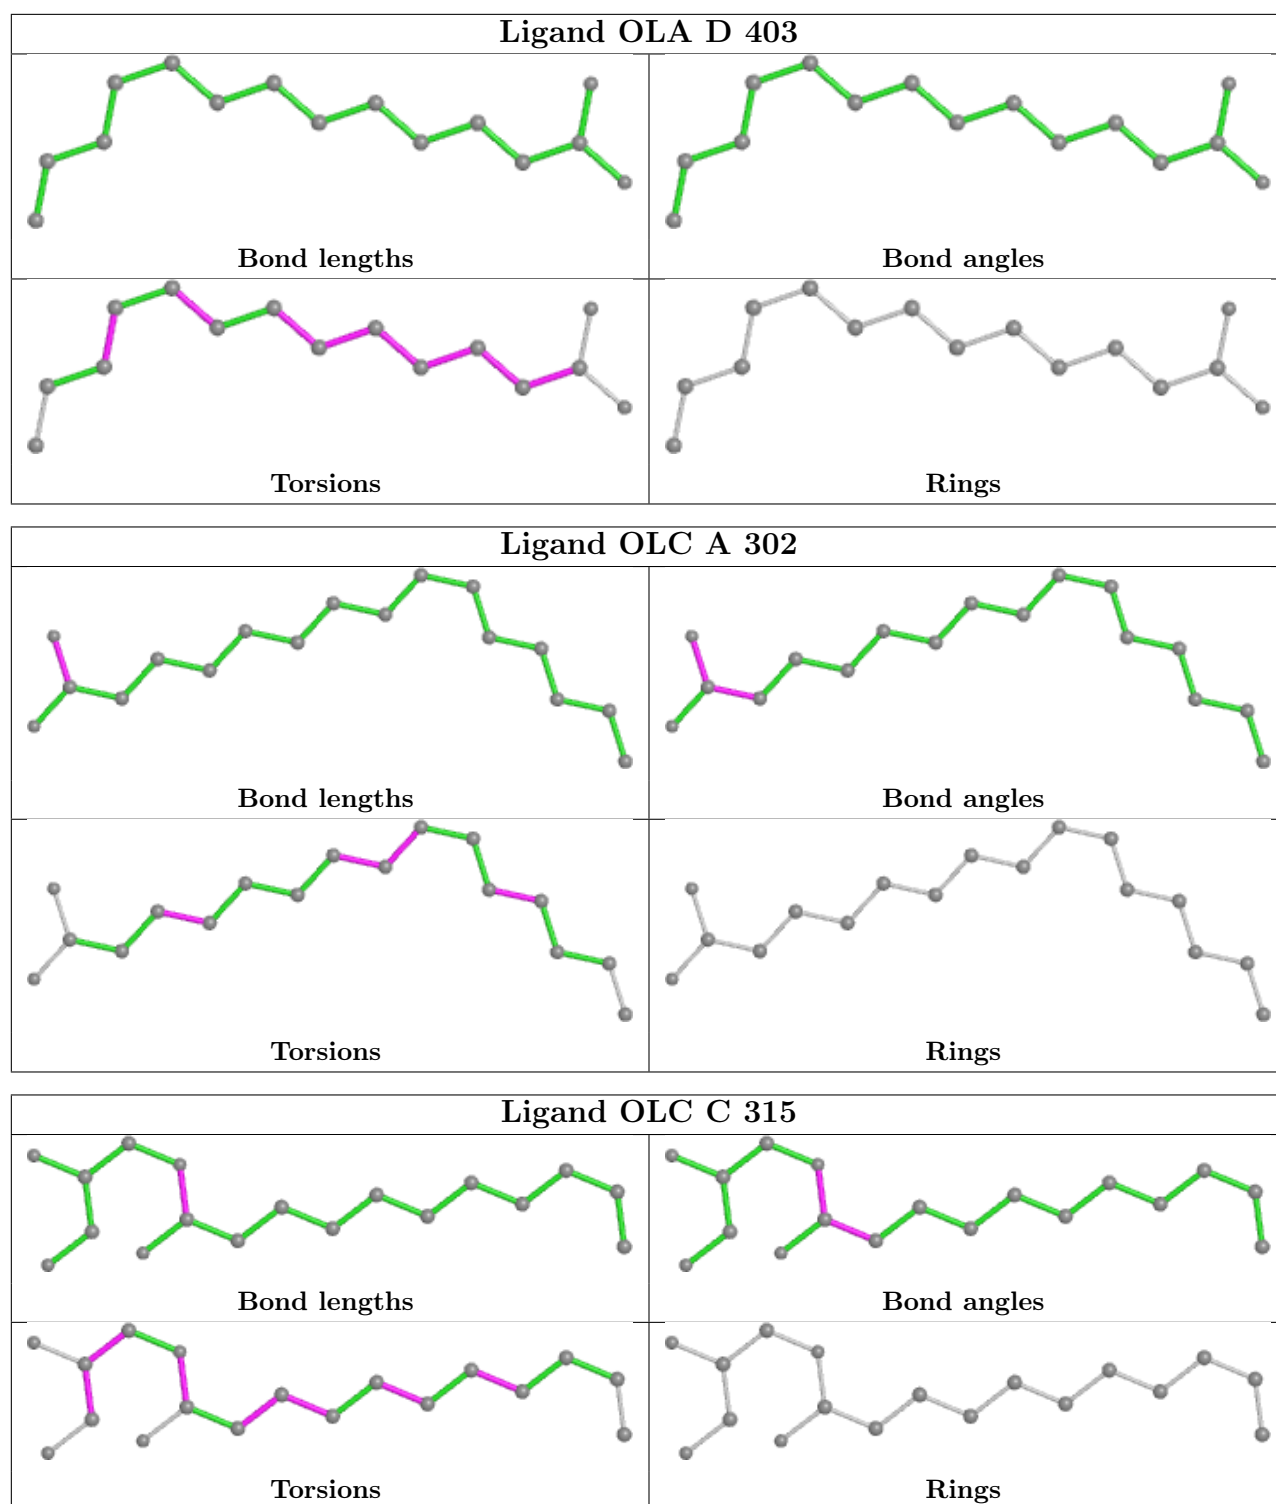 Ligand OLA D 403
Bond lengths
Bond angles
Torsions
Rings
Ligand OLC A 302
Bond lengths
Bond angles
Torsions
Rings
Ligand OLC C 315
Bond lengths
Bond angles
Torsions
Rings